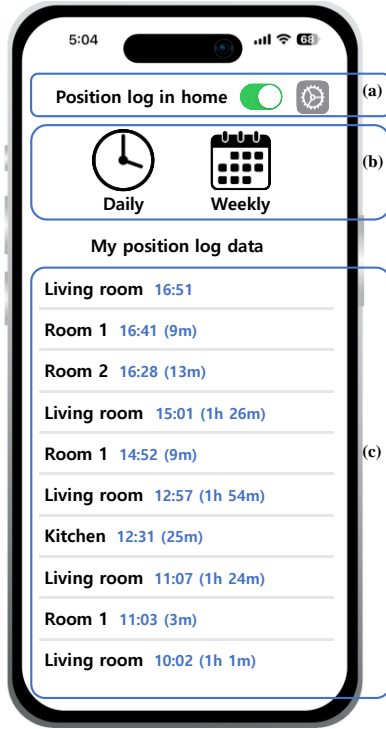 5:04 68
Position log in home (a)
(b)
Daily Weekly
My position log data
Living room 16:51
Room 1 16:41 (9m)
Room 2 16:28 (13m)
Living room 15:01 (1h 26m)
Room 1 14:52 (9m) (c)
Living room 12:57 (1h 54m)
Kitchen 12:31 (25m)
Living room 11:07 (1h 24m)
Room 1 11:03 (3m)
Living room 10:02 (1h 1m)